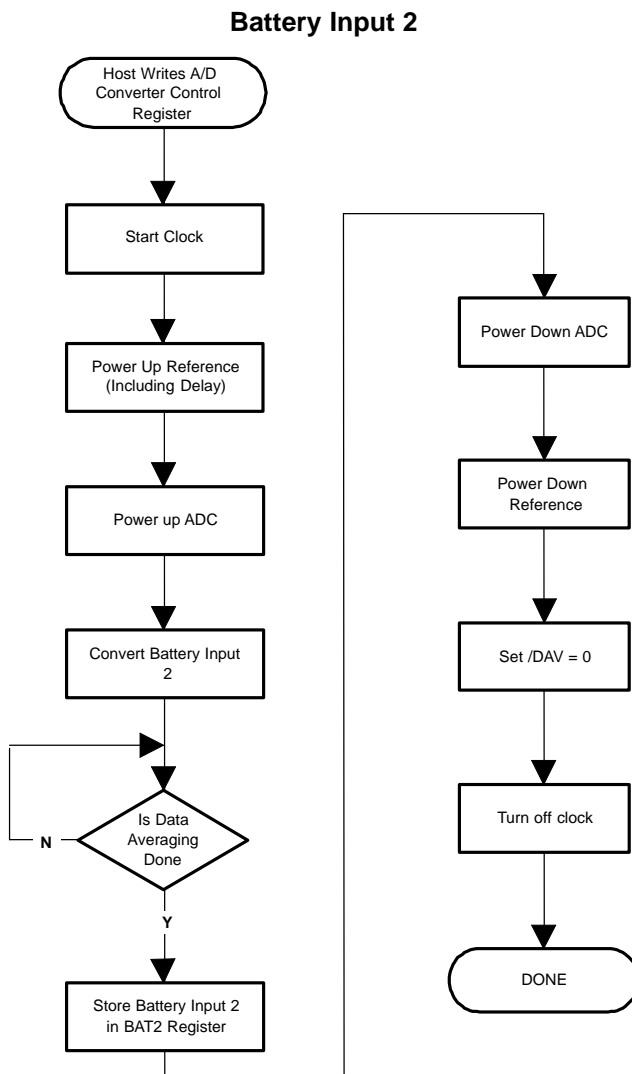 Battery Input 2
Host Writes A/D
Converter Control
Register
Start Clock
Power Up Reference
(Including Delay)
Power up ADC
Convert Battery Input
2
Is Data
Averaging
Done
N
Y
Store Battery Input 2
in BAT2 Register
Power Down ADC
Power Down
Reference
Set /DAV = 0
Turn off clock
DONE